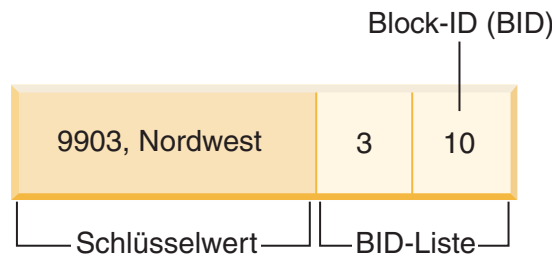 Block-ID (BID)
9903, Nordwest 3 10
Schlüsselwert BID-Liste